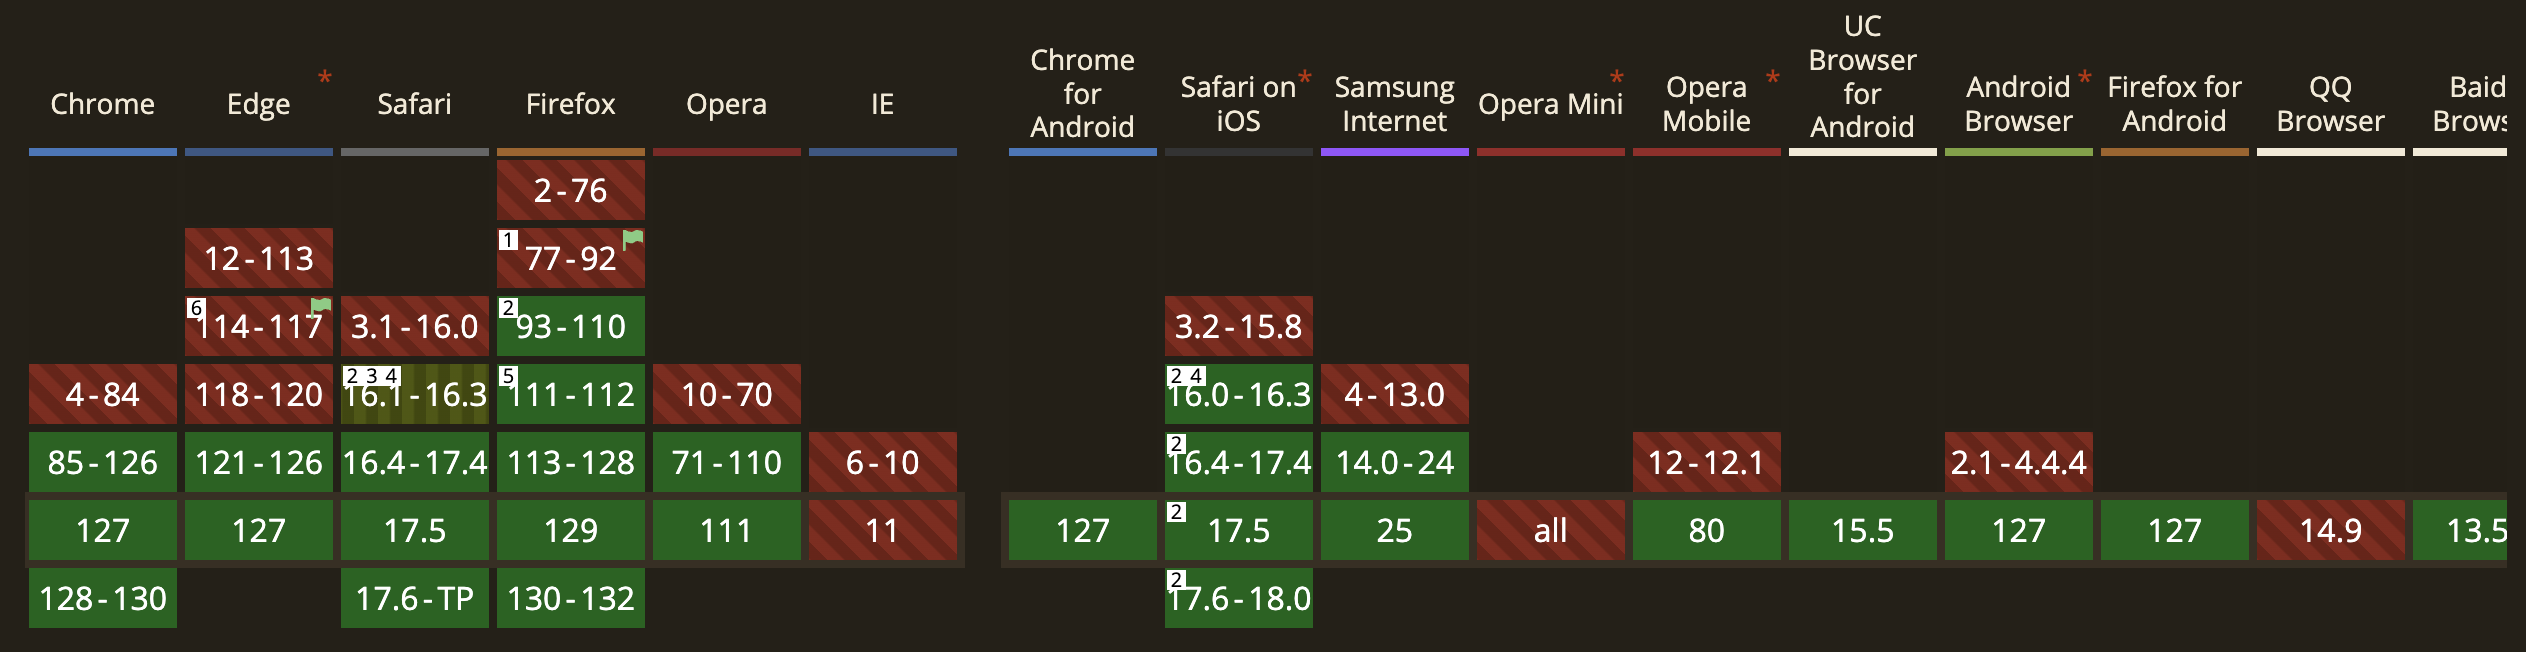 Chrome
Edge *
Safari
Firefox
Opera
IE
Chrome
for
Android
Safari on *
iOS
Samsung
Internet
Opera Mini *
Opera *
Mobile
UC
Browser
for
Android
Android *
Browser
Firefox for
Android
QQ
Browser
Baid
Brows
2-76
12-113
1 77-92
6 114-117
3.1-16.0
2 93-110
3.2-15.8
4-84
118-120
2 3 4 16.1-16.3
5 111-112
10-70
2 4 16.0-16.3
4-13.0
85-126
121-126
16.4-17.4
113-128
71-110
6-10
2 16.4-17.4
14.0-24
12-12.1
2.1-4.4.4
127
127
17.5
129
111
11
127
2 17.5
25
all
80
15.5
127
127
14.9
13.5
128-130
17.6-TP
130-132
2 17.6-18.0